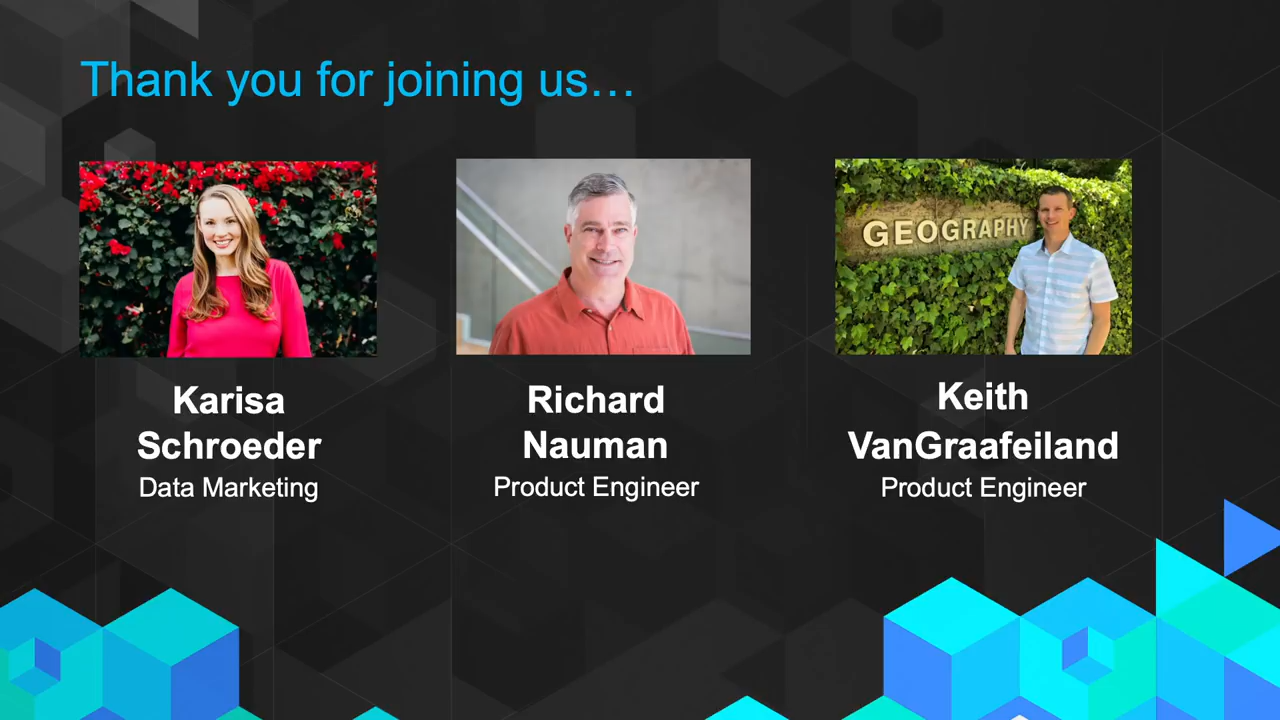 Thank you for joining us…
GEOGRAPHY
Karisa
Schroeder
Data Marketing
Richard
Nauman
Product Engineer
Keith
VanGraafeiland
Product Engineer